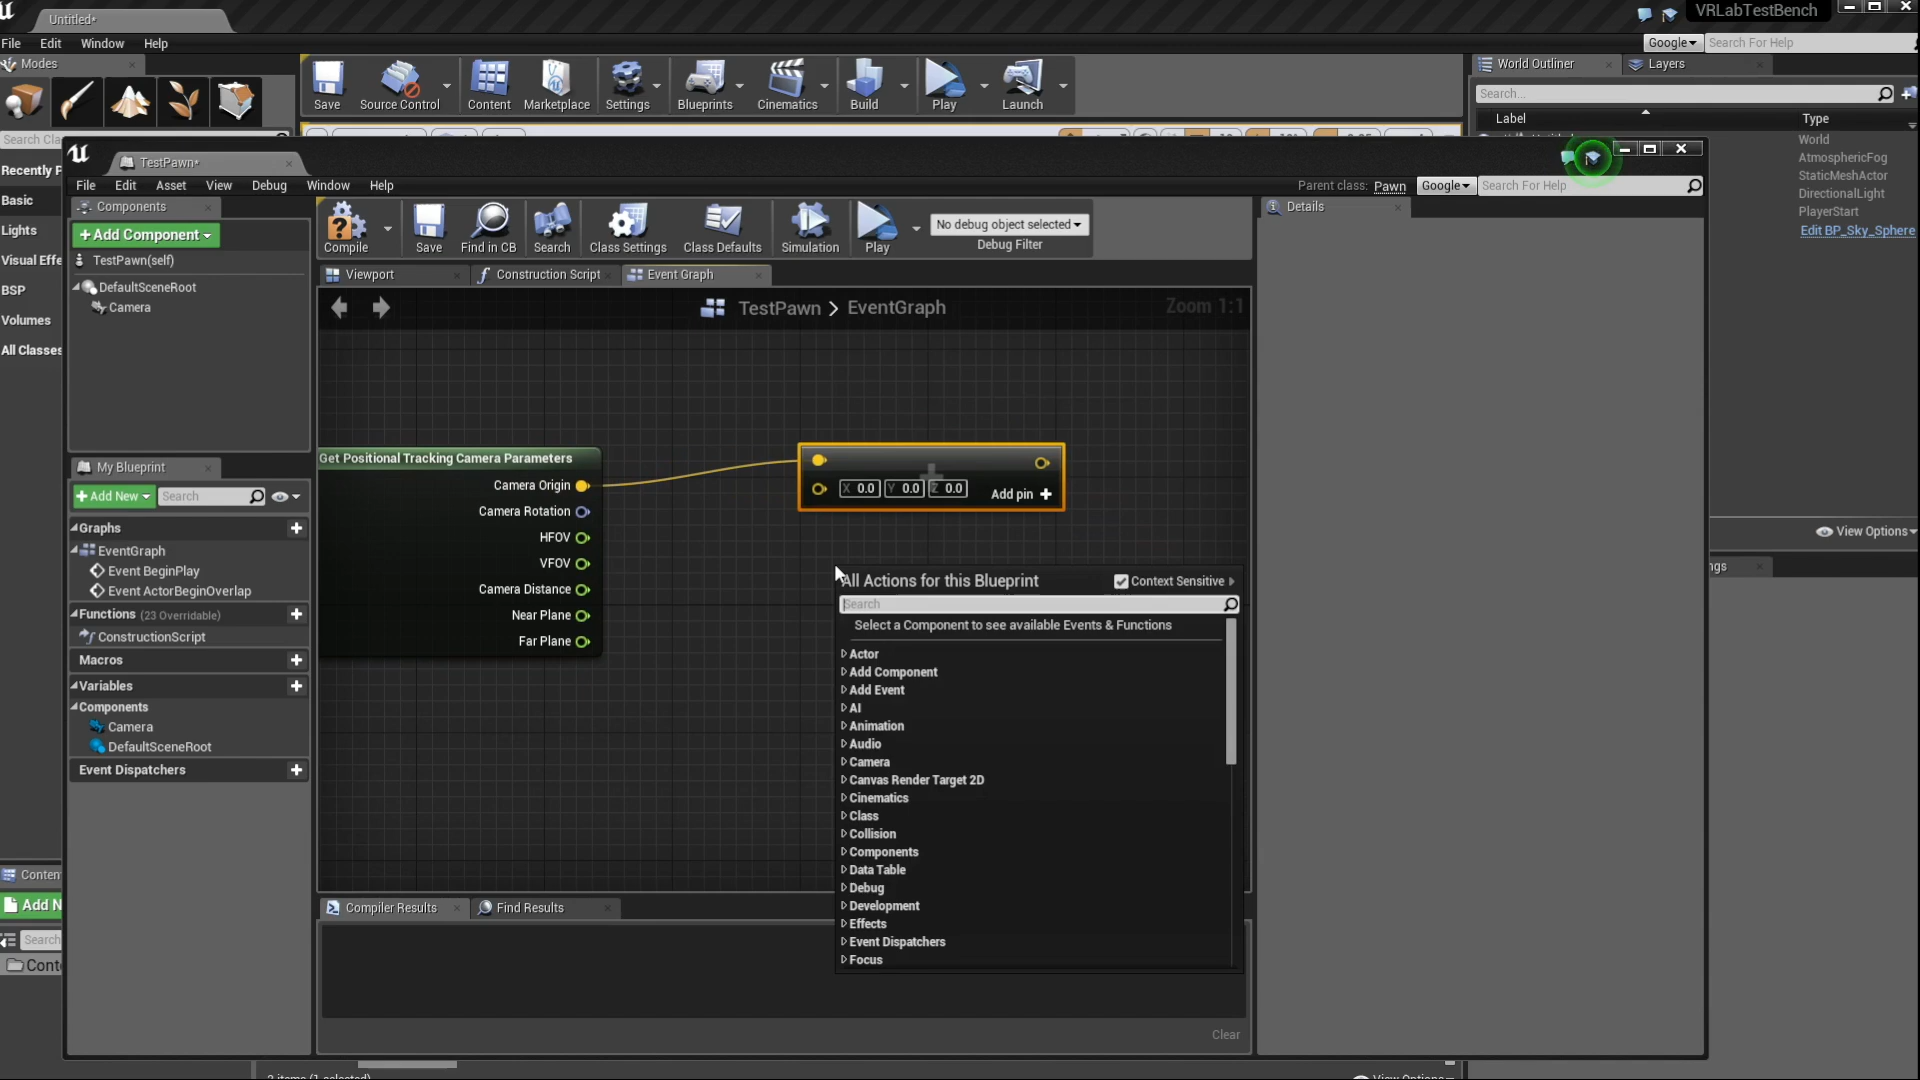 Untitled*
VRLabTestBench
File Edit Window Help
Google
Search For Help
Modes
Save
Source Control
Content
Marketplace
Settings
Blueprints
Cinematics
Build
Play
Launch
World Outliner
Layers
Search...
Label
Type
World
AtmosphericFog
StaticMeshActor
DirectionalLight
PlayerStart
Edit BP_Sky_Sphere
Search Cla
Recently P
Basic
Lights
Visual Effe
BSP
Volumes
All Classes
TestPawn*
File Edit Asset View Debug Window Help
Parent class: Pawn
Google
Search For Help
Components
+Add Component
TestPawn(self)
DefaultSceneRoot
Camera
Compile
Save
Find in CB
Search
Class Settings
Class Defaults
Simulation
Play
No debug object selected
Debug Filter
Details
Viewport
Construction Script
Event Graph
TestPawn > EventGraph
Zoom 1:1
Get Positional Tracking Camera Parameters
Camera Origin
Camera Rotation
HFOV
VFOV
Camera Distance
Near Plane
Far Plane
X 0.0 Y 0.0 Z 0.0
Add pin +
My Blueprint
+Add New
Search
Graphs
EventGraph
Event BeginPlay
Event ActorBeginOverlap
Functions (23 Overridable)
ConstructionScript
Macros
Variables
Components
Camera
DefaultSceneRoot
Event Dispatchers
All Actions for this Blueprint
Context Sensitive
Search
Select a Component to see available Events & Functions
Actor
Add Component
Add Event
AI
Animation
Audio
Camera
Canvas Render Target 2D
Cinematics
Class
Collision
Components
Data Table
Debug
Development
Effects
Event Dispatchers
Focus
Compiler Results
Find Results
Clear
View Options
ngs
Conten
Add N
Search
Cont
2 items (1 selected)
View Options